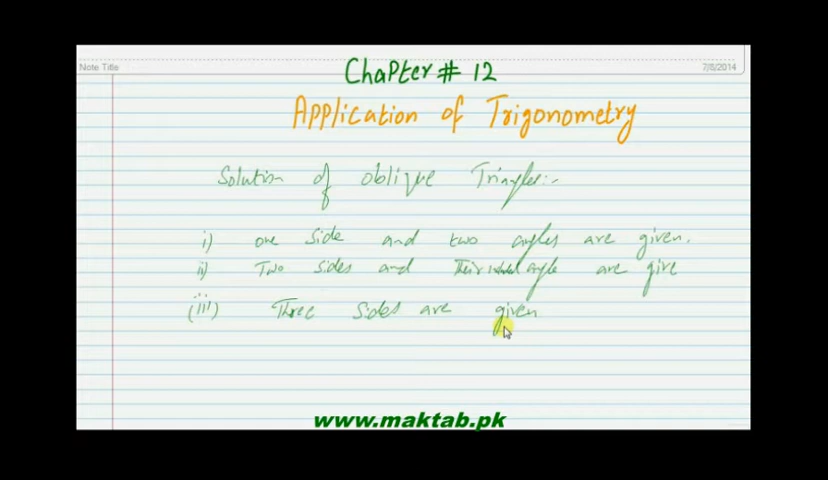 Note Title
7/8/2014
Chapter # 12
Application of Trigonometry
Solution of oblique Triangles:-
i) one side and two angles are given.
ii) Two sides and Their angle are give
(iii) Three sides are given
www.maktab.pk